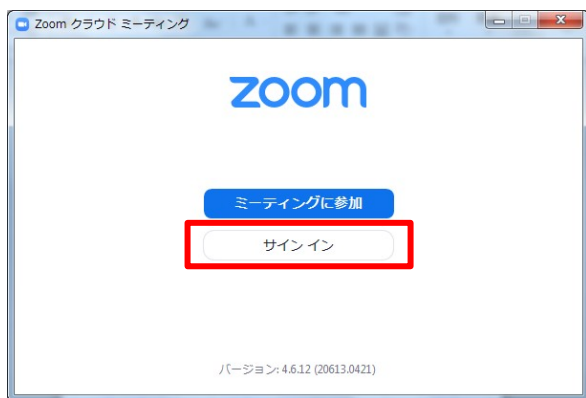 Zoom クラウド ミーティング
zoom
ミーティングに参加
サイン イン
バージョン: 4.6.12 (20613.0421)